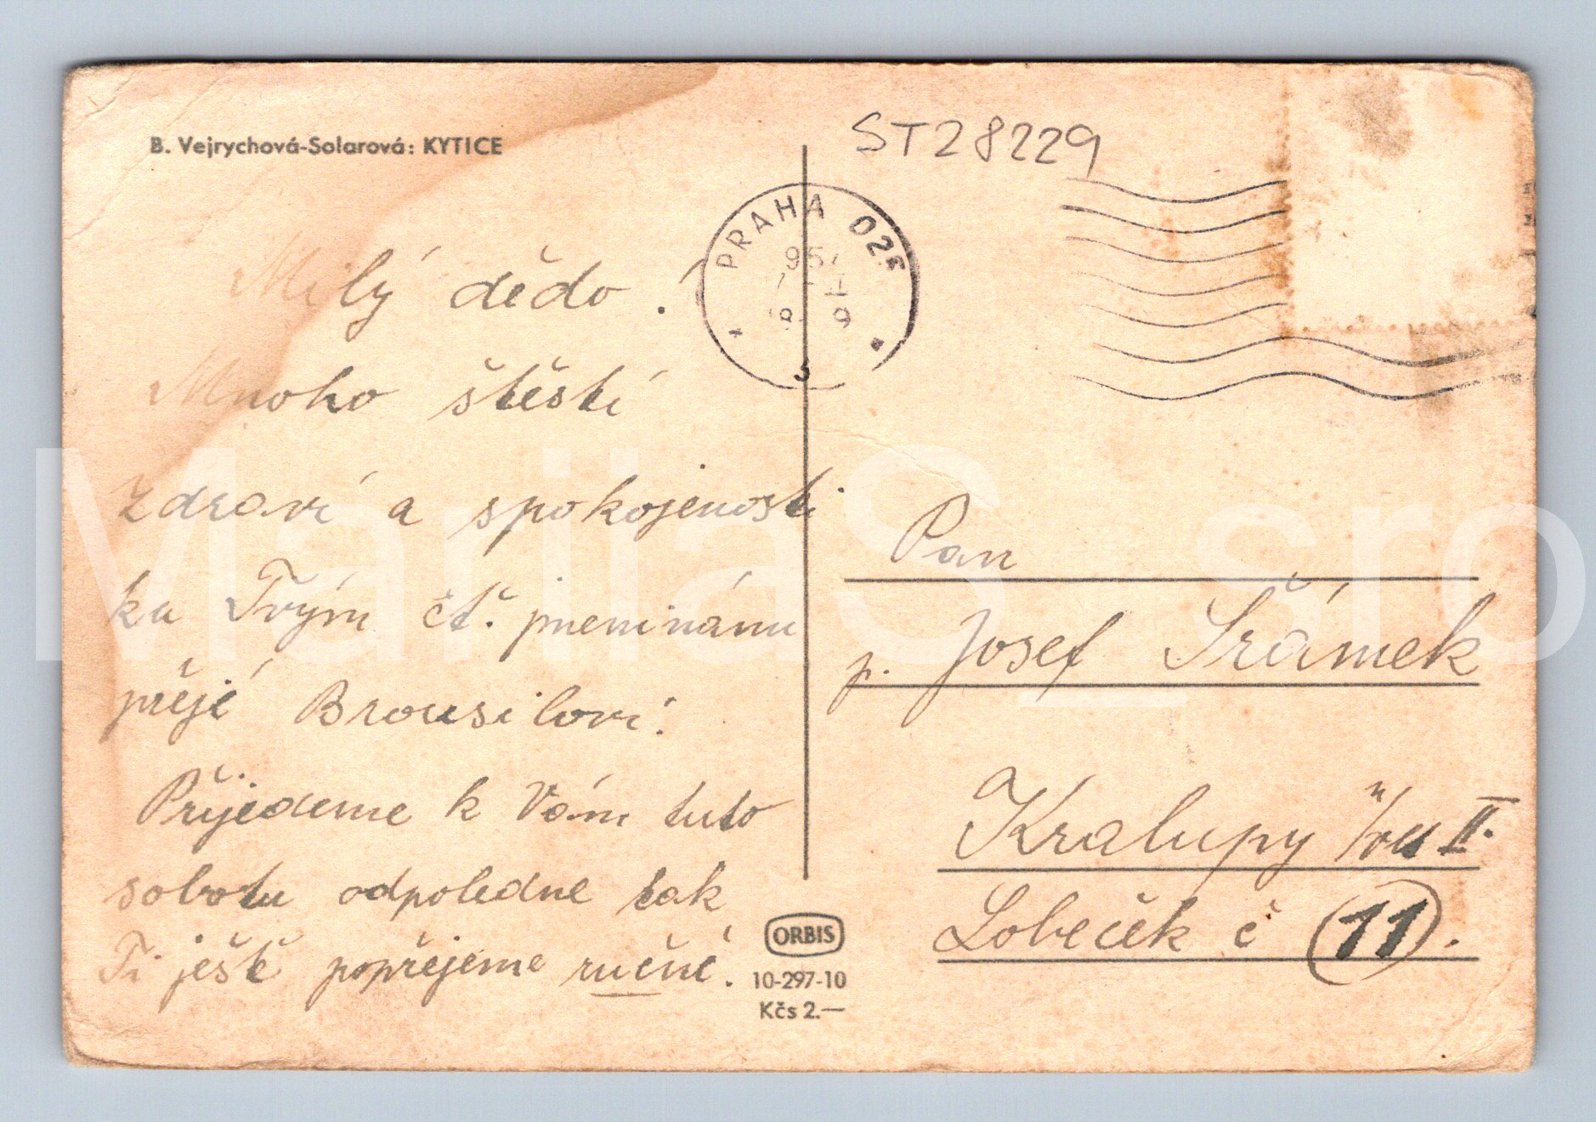 B. Vejrychová-Solarová: KYTICE
ST28229
PRAHA 025
Milý dědo!
Mnoho štěstí
zdraví a spokojenosti
ku Tvým čt. jmeninám
přejí Brousilovi.
Přijedeme k Vám tuto
sobotu odpoledne tak
Ti ještě popřejeme ručně.
Pan
p. Josef Šrámek
Kralupy n/Vlt II.
Lobeček č 11.
ORBIS
10-297-10
Kčs 2.—